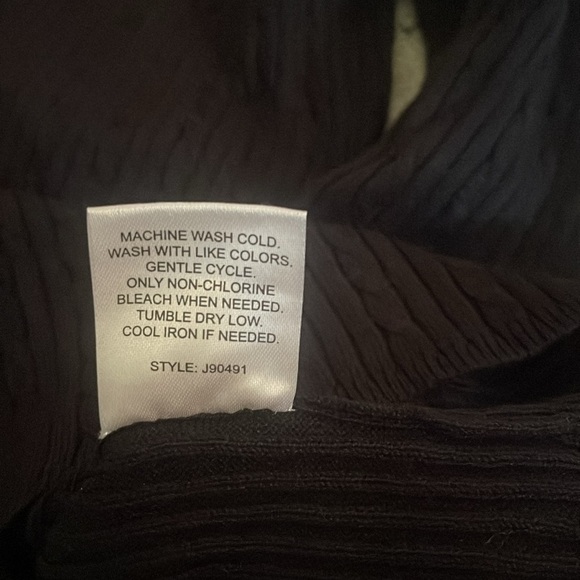 MACHINE WASH COLD.
WASH WITH LIKE COLORS.
GENTLE CYCLE.
ONLY NON-CHLORINE
BLEACH WHEN NEEDED.
TUMBLE DRY LOW.
COOL IRON IF NEEDED.
STYLE: J90491